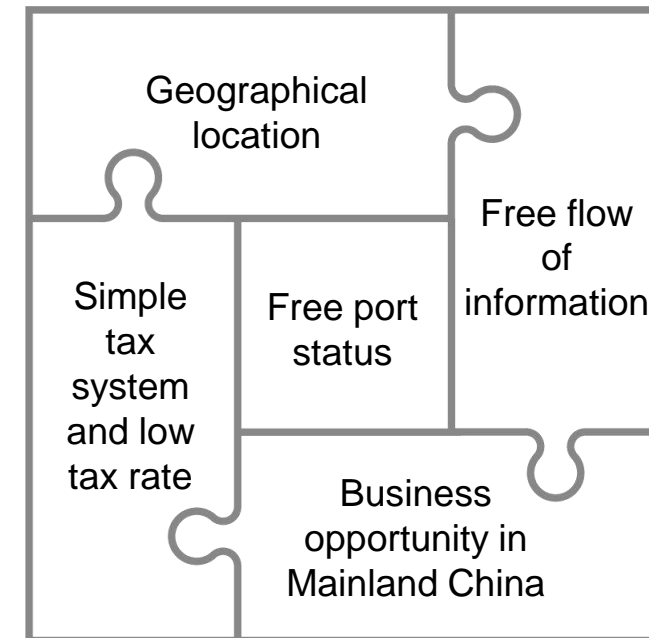 Geographical
location
Free flow
of
information
Simple
tax
system
and low
tax rate
Free port
status
Business
opportunity in
Mainland China